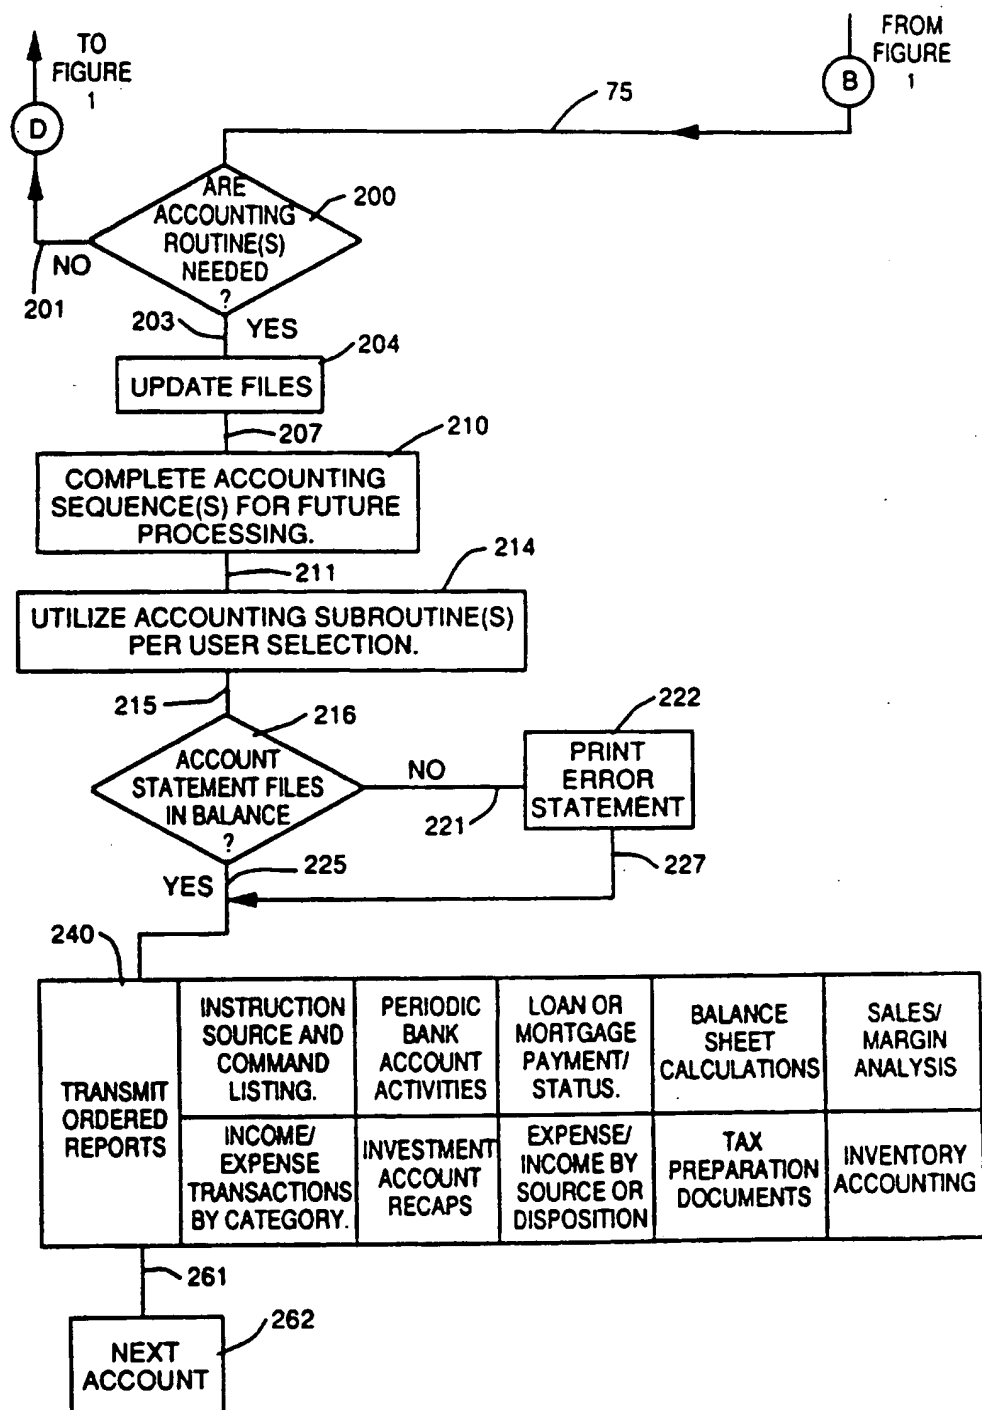 TO
FIGURE
1
D
FROM
FIGURE
1
B
75
ARE
ACCOUNTING
ROUTINE(S)
NEEDED
?
200
NO
201
203
YES
204
UPDATE FILES
207
210
COMPLETE ACCOUNTING
SEQUENCE(S) FOR FUTURE
PROCESSING.
211
214
UTILIZE ACCOUNTING SUBROUTINE(S)
PER USER SELECTION.
215
216
ACCOUNT
STATEMENT FILES
IN BALANCE
?
NO
221
222
PRINT
ERROR
STATEMENT
227
225
YES
240
TRANSMIT
ORDERED
REPORTS
INSTRUCTION
SOURCE AND
COMMAND
LISTING.
PERIODIC
BANK
ACCOUNT
ACTIVITIES
LOAN OR
MORTGAGE
PAYMENT/
STATUS.
BALANCE
SHEET
CALCULATIONS
SALES/
MARGIN
ANALYSIS
INCOME/
EXPENSE
TRANSACTIONS
BY CATEGORY.
INVESTMENT
ACCOUNT
RECAPS
EXPENSE/
INCOME BY
SOURCE OR
DISPOSITION
TAX
PREPARATION
DOCUMENTS
INVENTORY
ACCOUNTING
261
262
NEXT
ACCOUNT